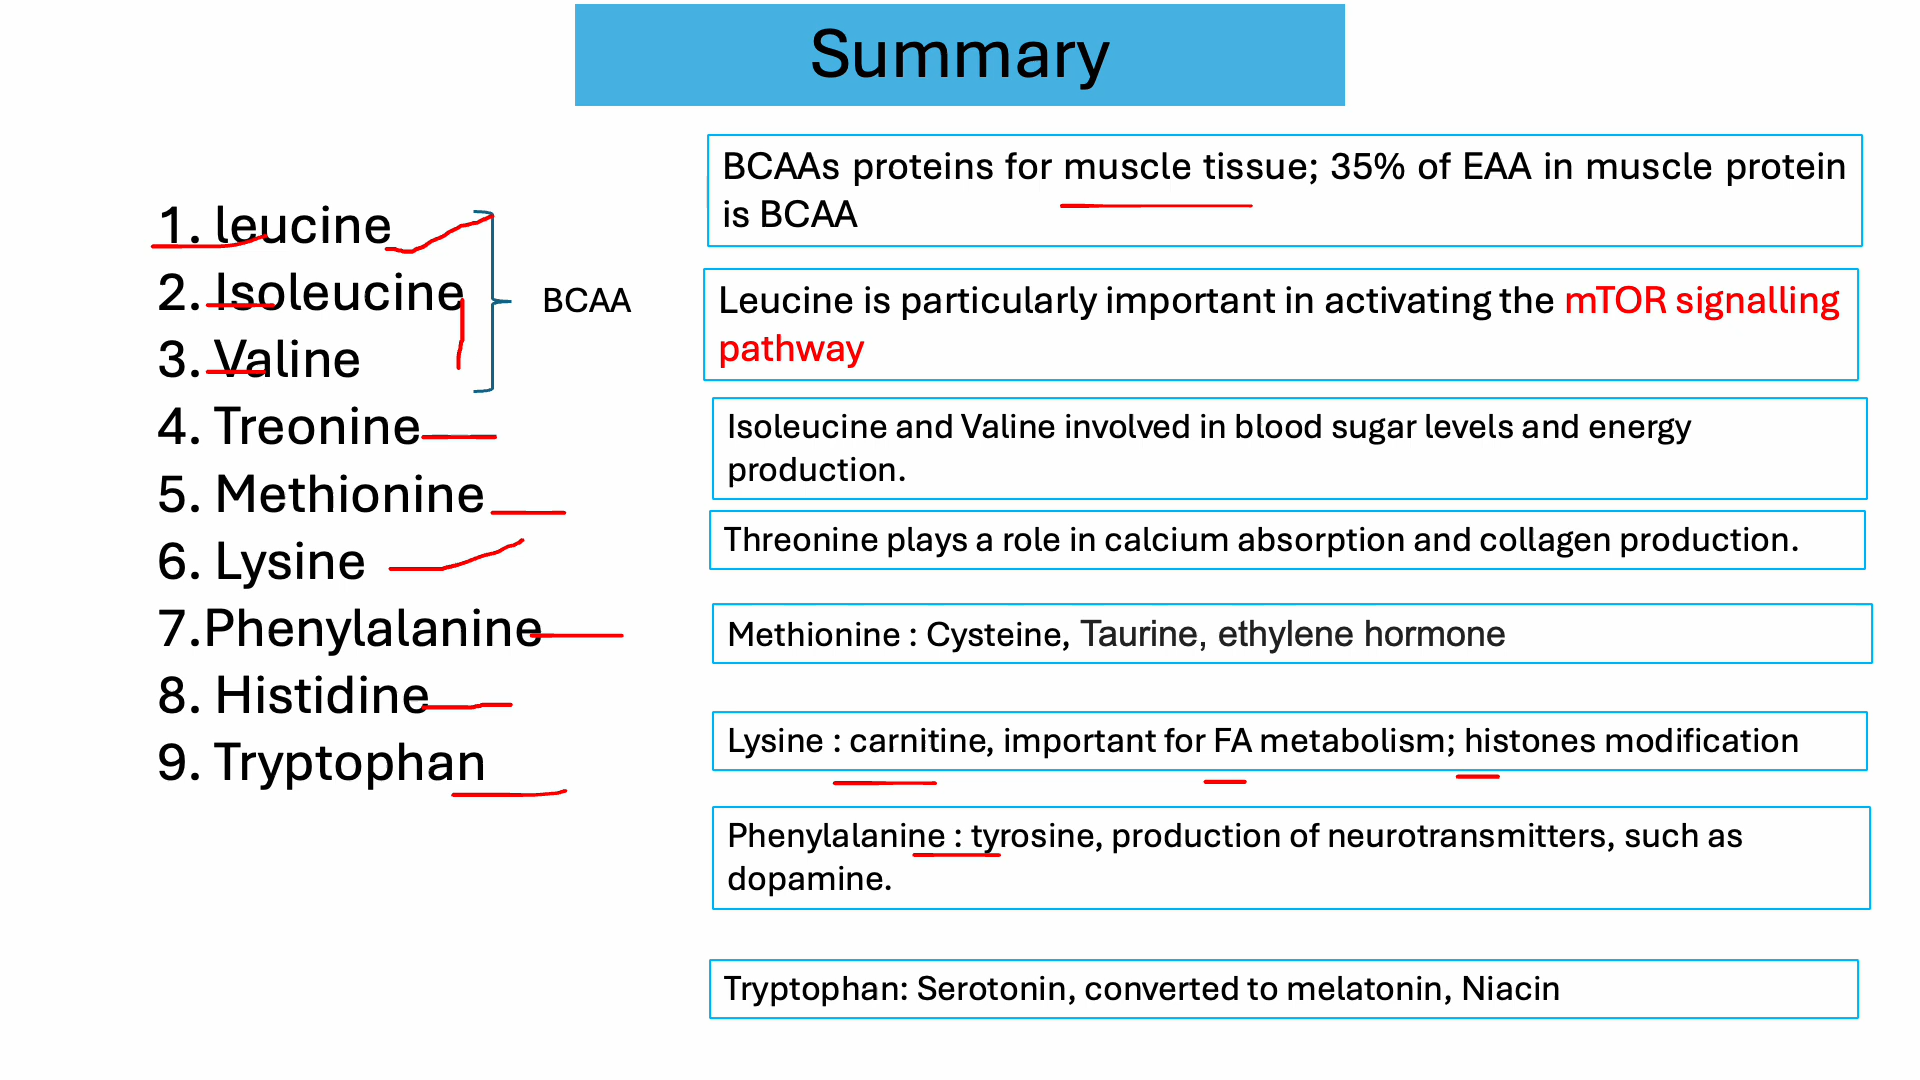 Summary
1. leucine
2. Isoleucine
3. Valine
4. Treonine
5. Methionine
6. Lysine
7.Phenylalanine
8. Histidine
9. Tryptophan
BCAA
BCAAs proteins for muscle tissue; 35% of EAA in muscle protein
is BCAA
Leucine is particularly important in activating the mTOR signalling
pathway
Isoleucine and Valine involved in blood sugar levels and energy
production.
Threonine plays a role in calcium absorption and collagen production.
Methionine : Cysteine, Taurine, ethylene hormone
Lysine : carnitine, important for FA metabolism; histones modification
Phenylalanine : tyrosine, production of neurotransmitters, such as
dopamine.
Tryptophan: Serotonin, converted to melatonin, Niacin